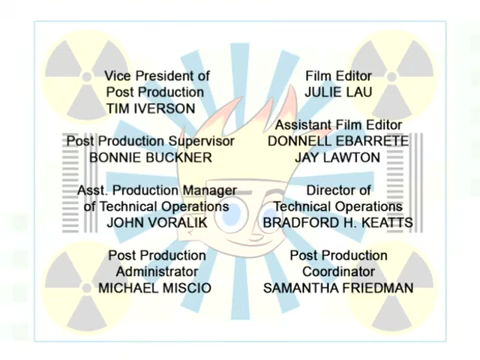 Vice President of
Post Production
TIM IVERSON
Post Production Supervisor
BONNIE BUCKNER
Asst. Production Manager
of Technical Operations
JOHN VORALIK
Post Production
Administrator
MICHAEL MISCIO
Film Editor
JULIE LAU
Assistant Film Editor
DONNELL EBARRETE
JAY LAWTON
Director of
Technical Operations
BRADFORD H. KEATTS
Post Production
Coordinator
SAMANTHA FRIEDMAN